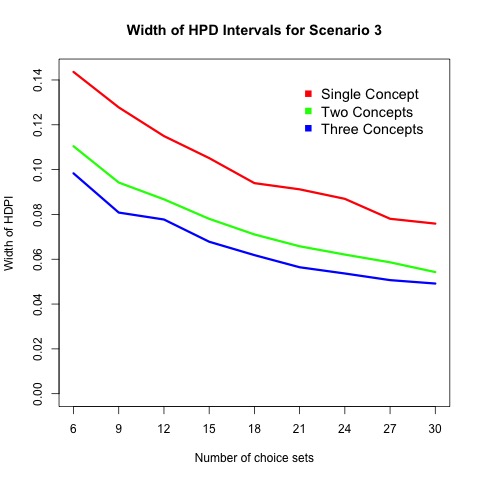 Width of HPD Intervals for Scenario 3
Width of HDPI
0.14
0.12
0.10
0.08
0.06
0.04
0.02
0.00
Single Concept
Two Concepts
Three Concepts
6 9 12 15 18 21 24 27 30
Number of choice sets